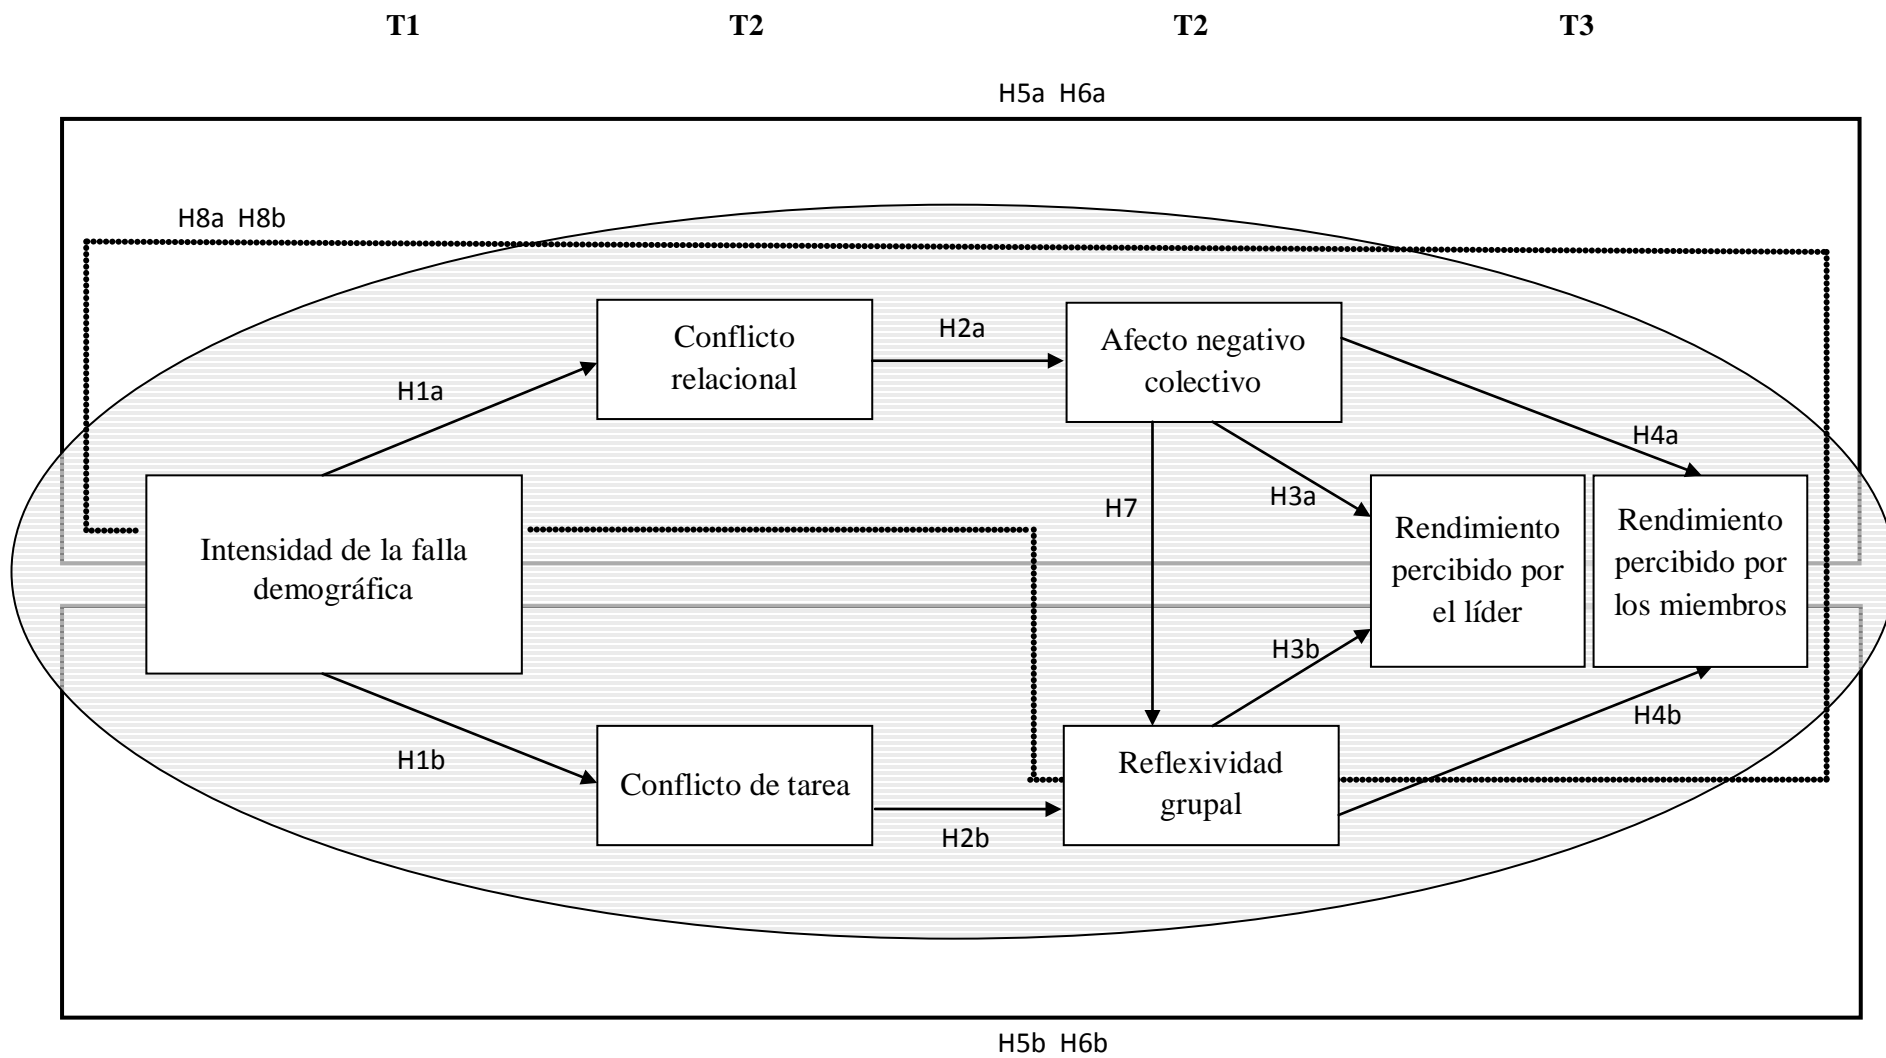 T1
T2
T2
T3
H5a  H6a
H8a  H8b
Conflicto
relacional
H2a
Afecto negativo
colectivo
H1a
H4a
H3a
H7
Intensidad de la falla
demográfica
Rendimiento
percibido por
el líder
Rendimiento
percibido por
los miembros
H3b
H4b
H1b
Conflicto de tarea
H2b
Reflexividad
grupal
H5b  H6b